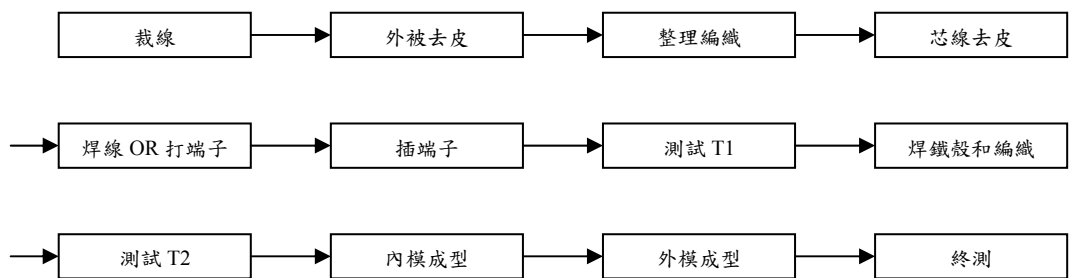 裁線
外被去皮
整理編織
芯線去皮
焊線 OR 打端子
插端子
測試 T1
焊鐵殼和編織
測試 T2
內模成型
外模成型
終測